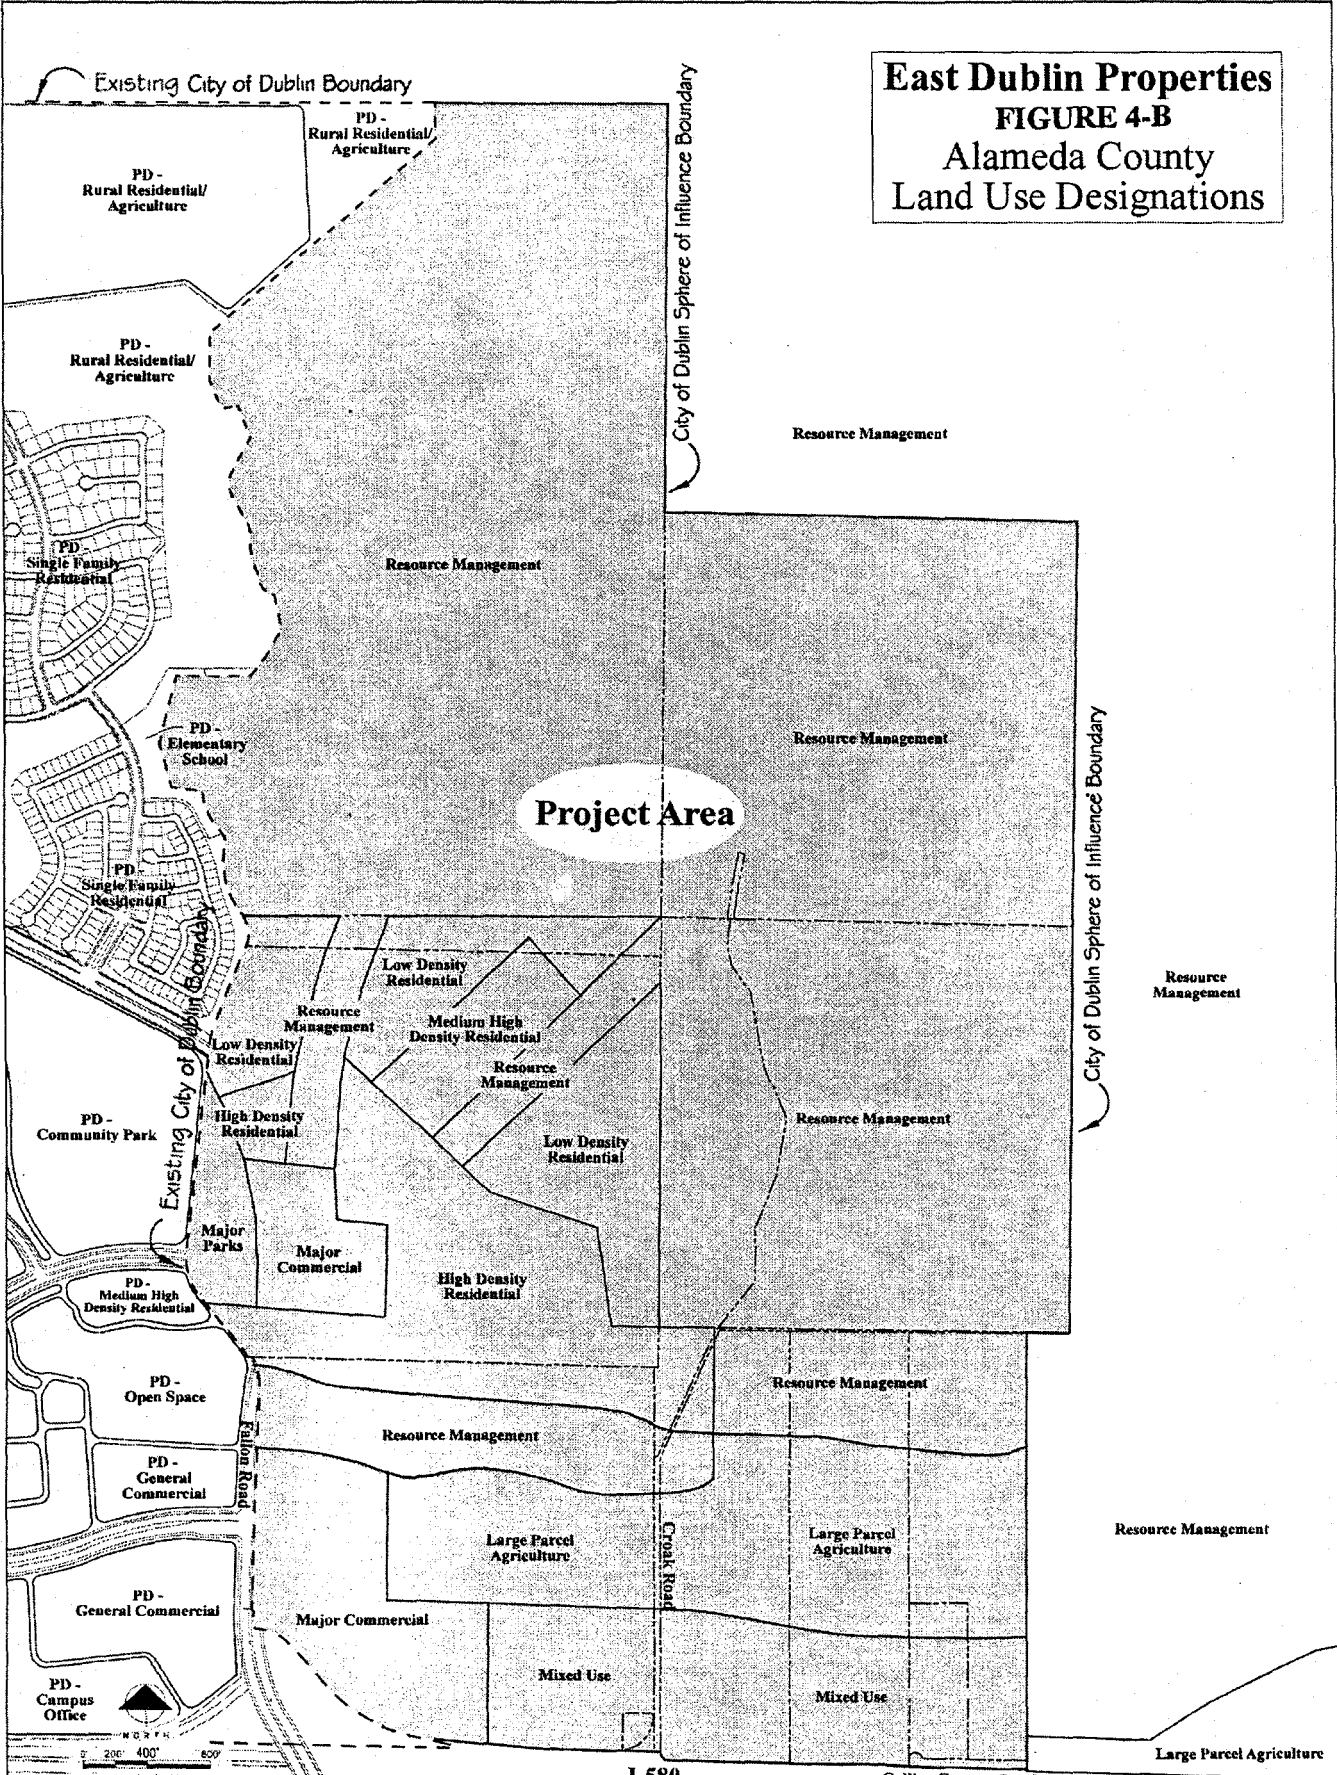 East Dublin Properties
FIGURE 4-B
Alameda County
Land Use Designations
Existing City of Dublin Boundary
City of Dublin Sphere of Influence Boundary
PD -
Rural Residential/
Agriculture
PD -
Rural Residential/
Agriculture
PD -
Rural Residential/
Agriculture
Resource Management
PD -
Single Family
Residential
Resource Management
PD -
Elementary
School
Resource Management
City of Dublin Sphere of Influence Boundary
Project Area
PD -
Single Family
Residential
Existing City of Dublin Boundary
Low Density
Residential
Resource
Management
Resource
Management
Medium High
Density Residential
Low Density
Residential
Resource
Management
PD -
Community Park
High Density
Residential
Resource Management
Low Density
Residential
Major
Parks
Major
Commercial
High Density
Residential
PD -
Medium High
Density Residential
PD -
Open Space
Resource Management
Fallon Road
Resource Management
PD -
General
Commercial
Large Parcel
Agriculture
Croak Road
Large Parcel
Agriculture
Resource Management
PD -
General Commercial
Major Commercial
Mixed Use
Mixed Use
PD -
Campus
Office
NORTH
0' 200' 400' 800'
Large Parcel Agriculture
I-580